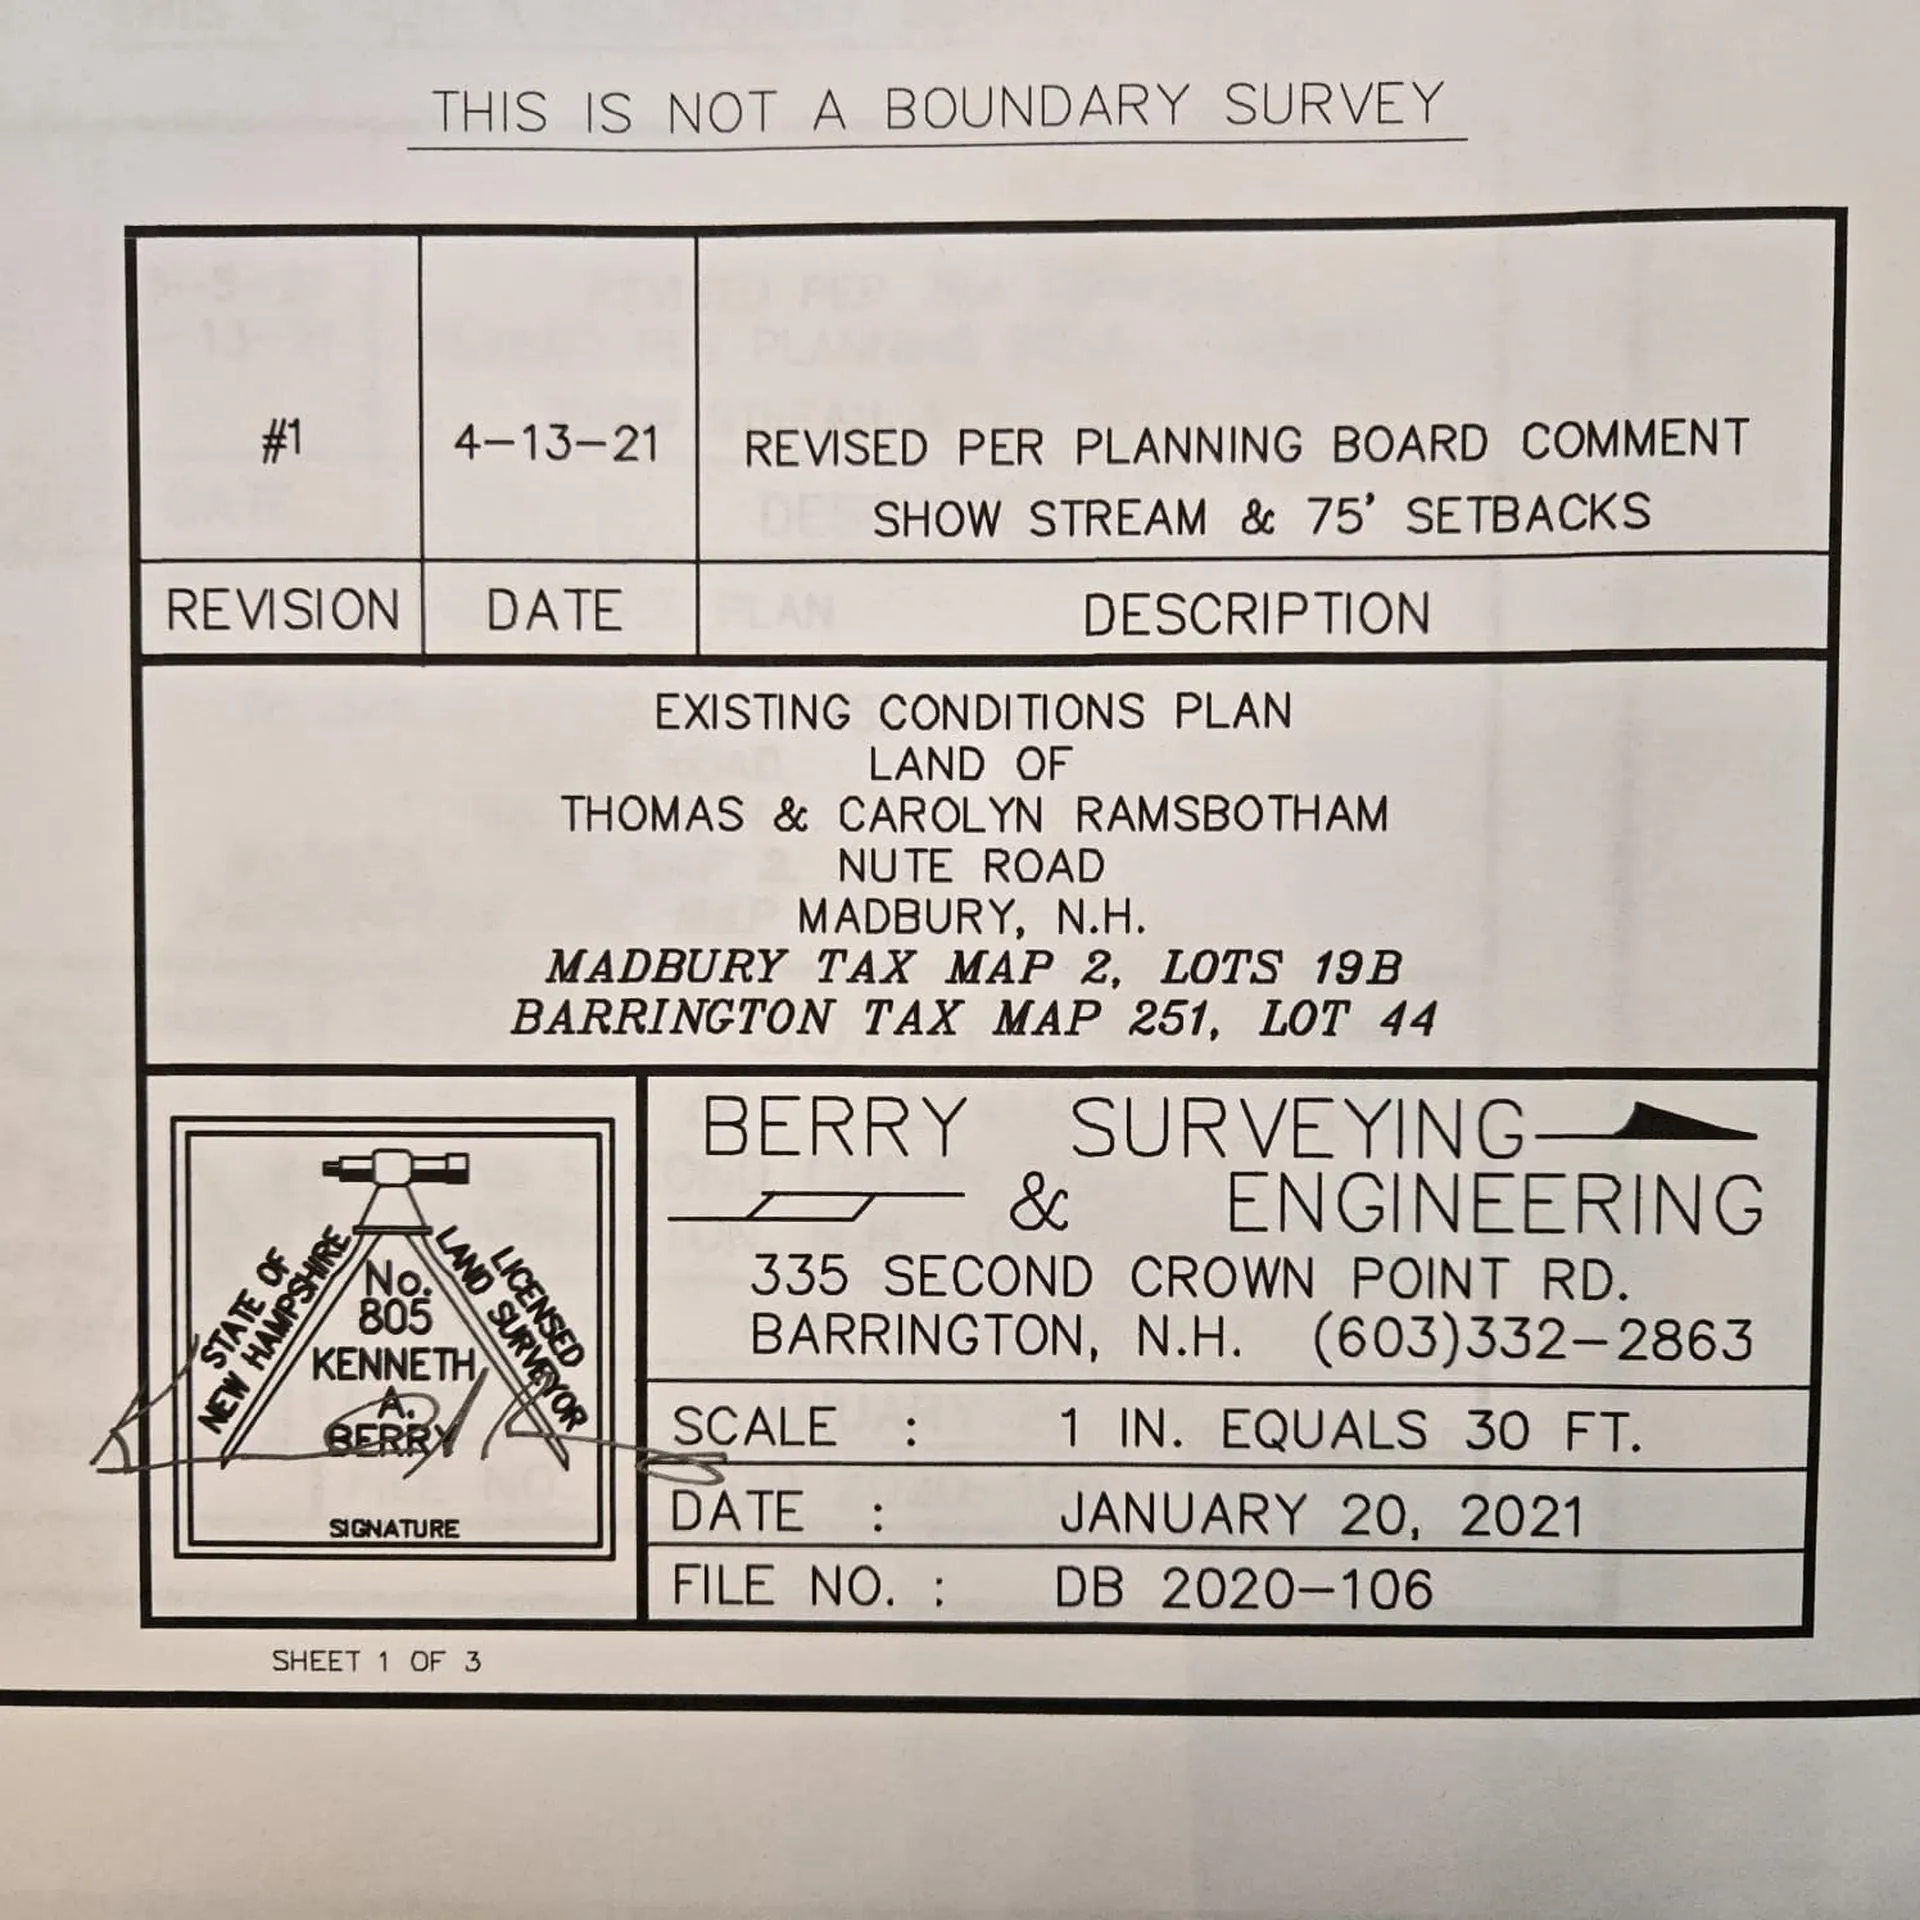 THIS IS NOT A BOUNDARY SURVEY
#1 4-13-21 REVISED PER PLANNING BOARD COMMENT
SHOW STREAM & 75' SETBACKS
REVISION DATE DESCRIPTION
EXISTING CONDITIONS PLAN
LAND OF
THOMAS & CAROLYN RAMSBOTHAM
NUTE ROAD
MADBURY, N.H.
MADBURY TAX MAP 2, LOTS 19B
BARRINGTON TAX MAP 251, LOT 44
STATE OF
NEW HAMPSHIRE
LICENSED
LAND SURVEYOR
No.
805
KENNETH
A.
BERRY
SIGNATURE
BERRY SURVEYING
& ENGINEERING
335 SECOND CROWN POINT RD.
BARRINGTON, N.H. (603)332-2863
SCALE : 1 IN. EQUALS 30 FT.
DATE : JANUARY 20, 2021
FILE NO. : DB 2020-106
SHEET 1 OF 3